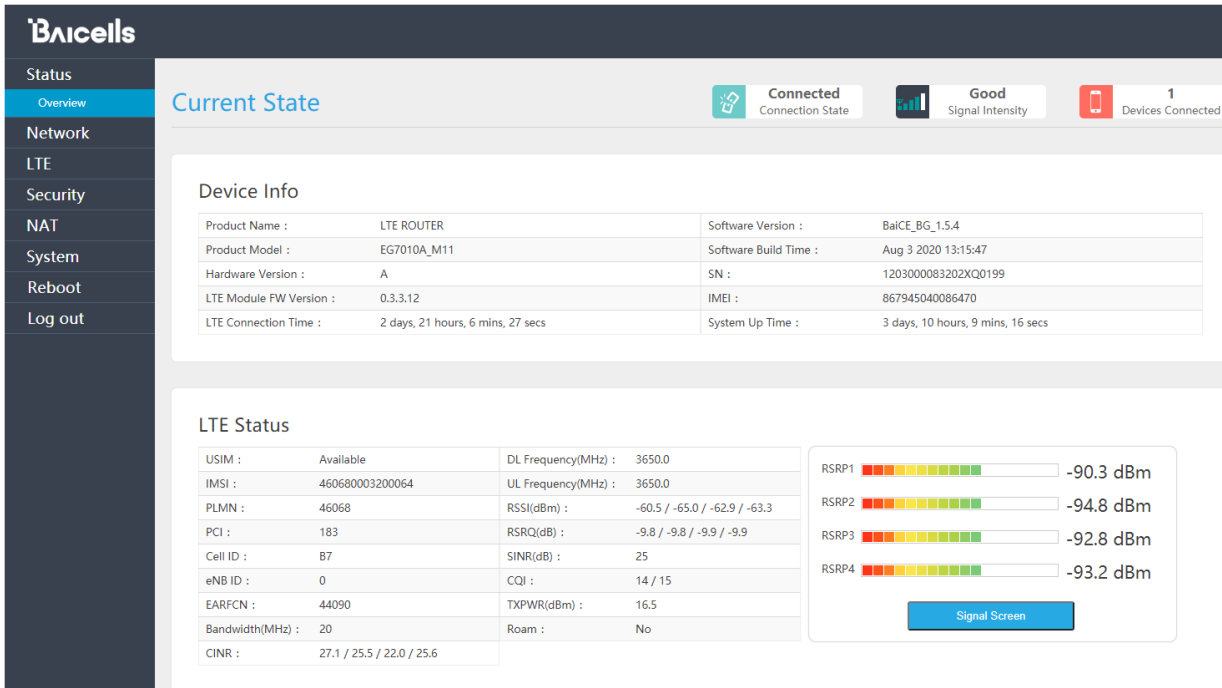 BAIcells
Status
Overview
Network
LTE
Security
NAT
System
Reboot
Log out
Current State
Connected
Connection State
Good
Signal Intensity
1
Devices Connected
Device Info
Product Name : LTE ROUTER Software Version : BaiCE_BG_1.5.4
Product Model : EG7010A_M11 Software Build Time : Aug 3 2020 13:15:47
Hardware Version : A SN : 1203000083202XQ0199
LTE Module FW Version : 0.3.3.12 IMEI : 867945040086470
LTE Connection Time : 2 days, 21 hours, 6 mins, 27 secs System Up Time : 3 days, 10 hours, 9 mins, 16 secs
LTE Status
USIM : Available DL Frequency(MHz) : 3650.0
IMSI : 460680003200064 UL Frequency(MHz) : 3650.0
PLMN : 46068 RSSI(dBm) : -60.5 / -65.0 / -62.9 / -63.3
PCI : 183 RSRQ(dB) : -9.8 / -9.8 / -9.9 / -9.9
Cell ID : B7 SINR(dB) : 25
eNB ID : 0 CQI : 14 / 15
EARFCN : 44090 TXPWR(dBm) : 16.5
Bandwidth(MHz) : 20 Roam : No
CINR : 27.1 / 25.5 / 22.0 / 25.6
RSRP1 -90.3 dBm
RSRP2 -94.8 dBm
RSRP3 -92.8 dBm
RSRP4 -93.2 dBm
Signal Screen